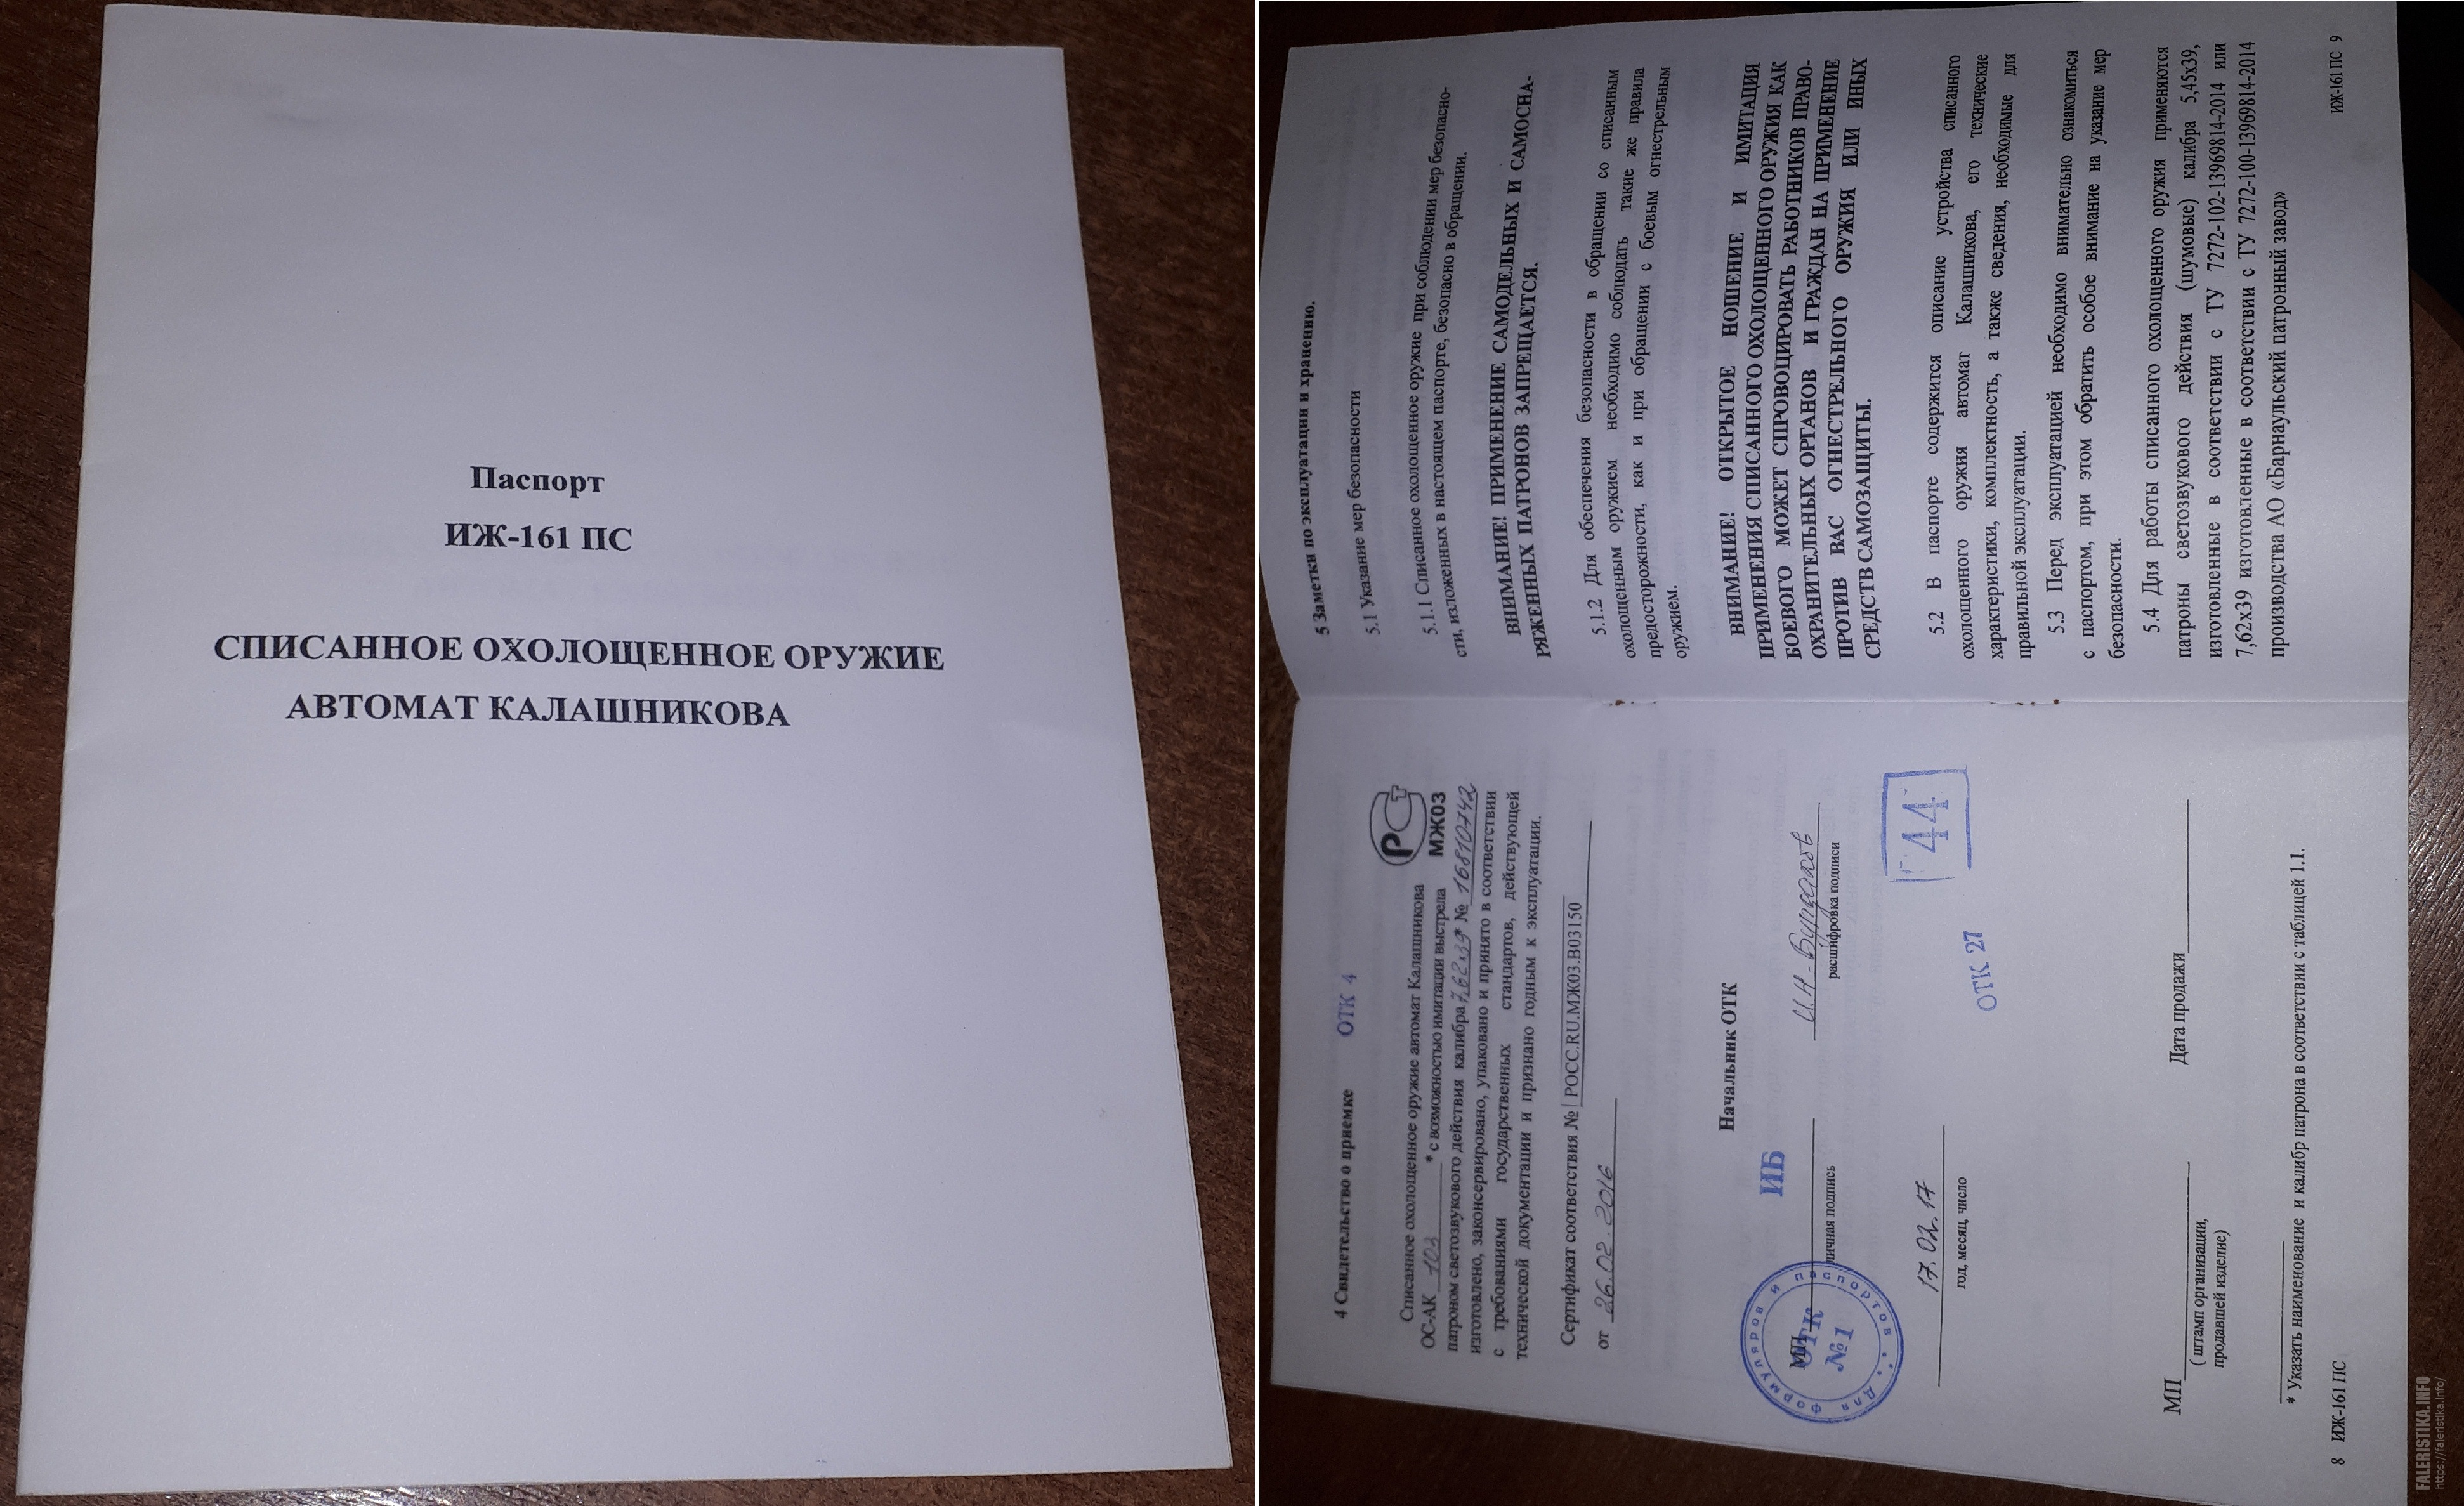 Паспорт
ИЖ-161 ПС
СПИСАННОЕ ОХОЛОЩЕННОЕ ОРУЖИЕ
АВТОМАТ КАЛАШНИКОВА
4 Свидетельство о приемке ОТК 4
РСТ
МЖ03
Списанное охолощенное оружие автомат Калашникова
ОС-АК 103 * с возможностью имитации выстрела
патроном светозвукового действия калибра 7,62х39* № 16810742
изготовлено, законсервировано, упаковано и принято в соответствии
с требованиями государственных стандартов, действующей
технической документации и признано годным к эксплуатации.
Сертификат соответствия № РОСС.RU.МЖ03.В03150
от 26.02.2016
Начальник ОТК
ИБ
МП
личная подпись
расшифровка подписи
Для формуляров и паспортов
ОТК
№1
44
17.02.17
ОТК 27
год, месяц, число
МП
Дата продажи
( штамп организации,
продавшей изделие)
* Указать наименование и калибр патрона в соответствии с таблицей 1.1.
8 ИЖ-161 ПС
5 Заметки по эксплуатации и хранению.
5.1 Указание мер безопасности
5.1.1 Списанное охолощенное оружие при соблюдении мер безопасно-
сти, изложенных в настоящем паспорте, безопасно в обращении.
ВНИМАНИЕ! ПРИМЕНЕНИЕ САМОДЕЛЬНЫХ И САМОСНА-
РЯЖЕННЫХ ПАТРОНОВ ЗАПРЕЩАЕТСЯ.
5.1.2 Для обеспечения безопасности в обращении со списанным
охолощенным оружием необходимо соблюдать такие же правила
предосторожности, как и при обращении с боевым огнестрельным
оружием.
ВНИМАНИЕ! ОТКРЫТОЕ НОШЕНИЕ И ИМИТАЦИЯ
ПРИМЕНЕНИЯ СПИСАННОГО ОХОЛОЩЕННОГО ОРУЖИЯ КАК
БОЕВОГО МОЖЕТ СПРОВОЦИРОВАТЬ РАБОТНИКОВ ПРАВО-
ОХРАНИТЕЛЬНЫХ ОРГАНОВ И ГРАЖДАН НА ПРИМЕНЕНИЕ
ПРОТИВ ВАС ОГНЕСТРЕЛЬНОГО ОРУЖИЯ ИЛИ ИНЫХ
СРЕДСТВ САМОЗАЩИТЫ.
5.2 В паспорте содержится описание устройства списанного
охолощенного оружия автомат Калашникова, его технические
характеристики, комплектность, а также сведения, необходимые для
правильной эксплуатации.
5.3 Перед эксплуатацией необходимо внимательно ознакомиться
с паспортом, при этом обратить особое внимание на указание мер
безопасности.
5.4 Для работы списанного охолощенного оружия применяются
патроны светозвукового действия (шумовые) калибра 5,45х39,
изготовленные в соответствии с ТУ 7272-102-13969814-2014 или
7,62х39 изготовленные в соответствии с ТУ 7272-100-13969814-2014
производства АО «Барнаульский патронный завод»
ИЖ-161 ПС 9
FALERISTIKA.INFO
https://faleristika.info/